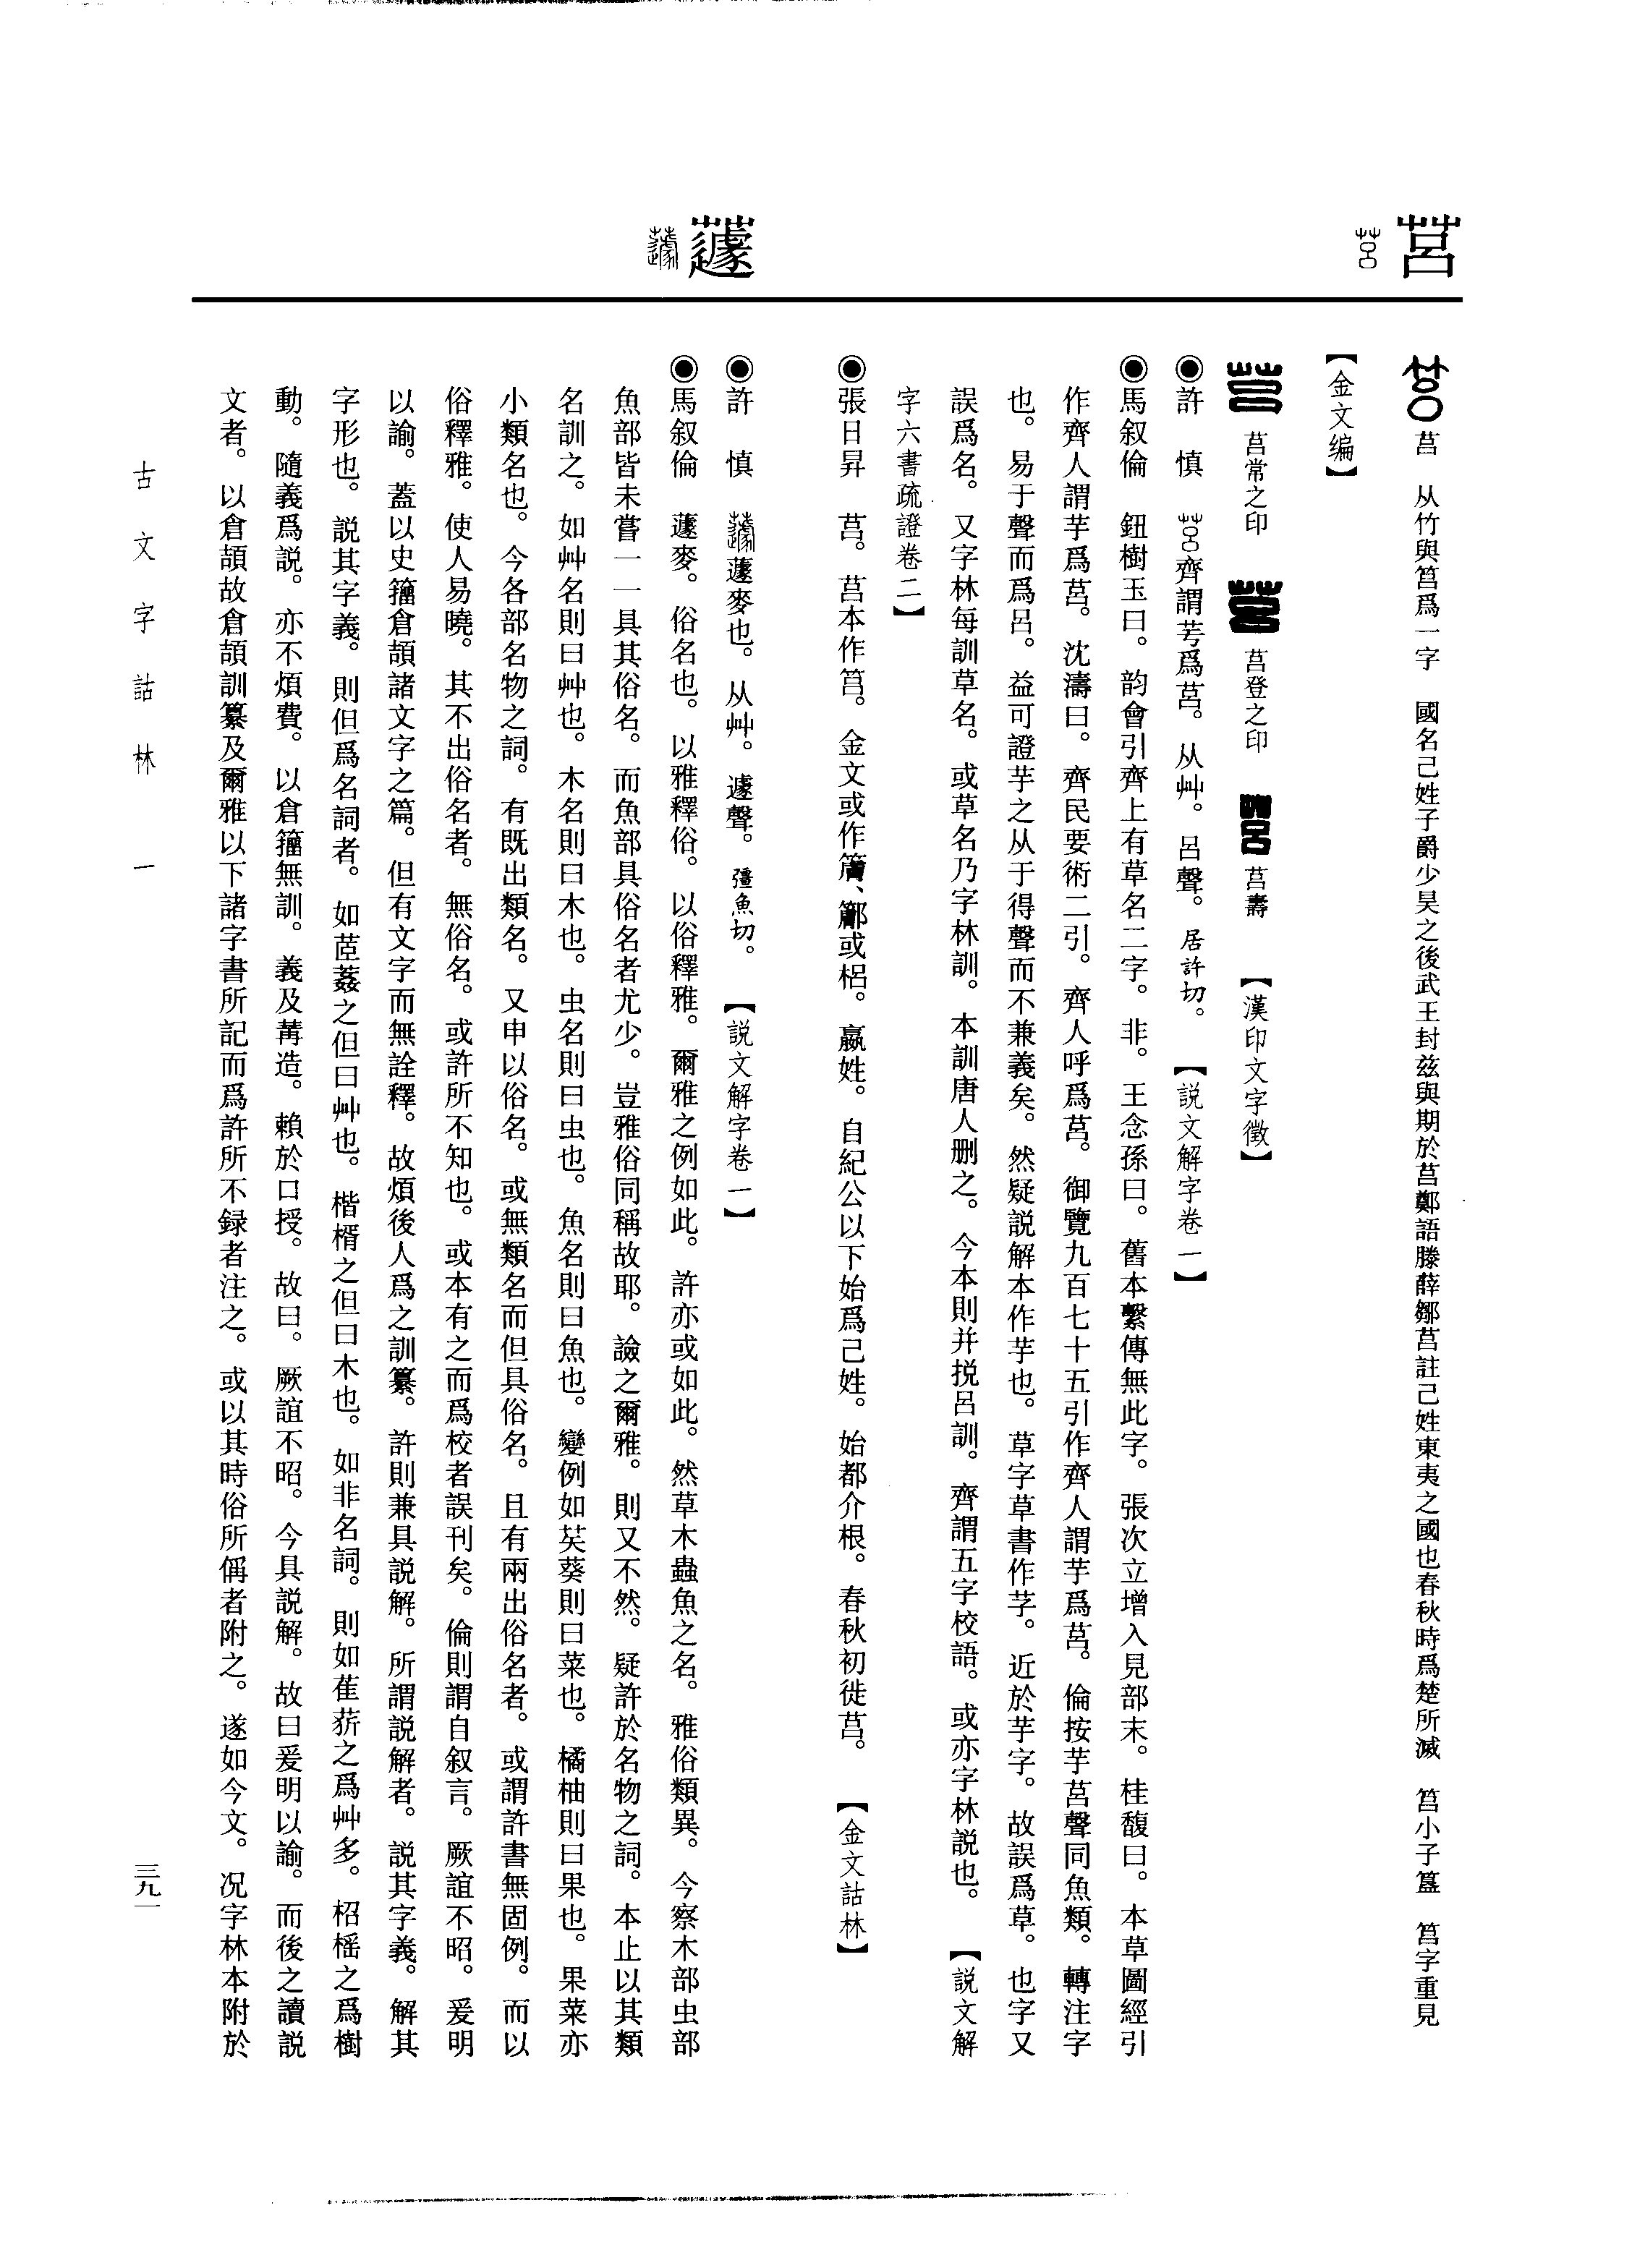 莒
蘧
莒 从竹與筥爲一字 國名己姓子爵少昊之後武王封兹與期於莒鄭語滕薛鄒莒註己姓東夷之國也春秋時爲楚所滅 筥小子簋 筥字重見
【金文编】
莒常之印 莒登之印 莒壽 【漢印文字徵】
◉許 慎 齊謂芌爲莒。从艸。呂聲。居許切。【説文解字卷一】
◉馬叙倫 鈕樹玉曰。韵會引齊上有草名二字。非。王念孫曰。舊本繫傳無此字。張次立增入見部末。桂馥曰。本草圖經引
作齊人謂芋爲莒。沈濤曰。齊民要術二引。齊人呼爲莒。御覽九百七十五引作齊人謂芋爲莒。倫按芋莒聲同魚類。轉注字
也。易于聲而爲呂。益可證芋之从于得聲而不兼義矣。然疑説解本作芋也。草字草書作芓。近於芋字。故誤爲草。也字又
誤爲名。又字林每訓草名。或草名乃字林訓。本訓唐人删之。今本則并挩呂訓。齊謂五字校語。或亦字林説也。【説文解
字六書疏證卷二】
◉張日昇 莒。莒本作筥。金文或作、或梠。嬴姓。自紀公以下始爲己姓。始都介根。春秋初徙莒。【金文詁林】
◉許 慎 蘧麥也。从艸。遽聲。彊魚切。【説文解字卷一】
◉馬叙倫 蘧麥。俗名也。以雅釋俗。以俗釋雅。爾雅之例如此。許亦或如此。然草木蟲魚之名。雅俗類異。今察木部虫部
魚部皆未嘗一一具其俗名。而魚部具俗名者尤少。豈雅俗同稱故耶。譣之爾雅。則又不然。疑許於名物之詞。本止以其類
名訓之。如艸名則曰艸也。木名則曰木也。虫名則曰虫也。魚名則曰魚也。變例如芺葵則曰菜也。橘柚則曰果也。果菜亦
小類名也。今各部名物之詞。有既出類名。又申以俗名。或無類名而但具俗名。且有兩出俗名者。或謂許書無固例。而以
俗釋雅。使人易曉。其不出俗名者。無俗名。或許所不知也。或本有之而爲校者誤刊矣。倫則謂自叙言。厥誼不昭。爰明
以諭。蓋以史籀倉頡諸文字之篇。但有文字而無詮釋。故煩後人爲之訓纂。許則兼具説解。所謂説解者。説其字義。解其
字形也。説其字義。則但爲名詞者。如荁葌之但曰艸也。楷楈之但曰木也。如非名詞。則如萑菥之爲艸多。柖榣之爲樹
動。隨義爲説。亦不煩費。以倉籀無訓。義及冓造。賴於口授。故曰。厥誼不昭。今具説解。故曰爰明以諭。而後之讀説
文者。以倉頡故倉頡訓纂及爾雅以下諸字書所記而爲許所不録者注之。或以其時俗所偁者附之。遂如今文。况字林本附於
古文字詁林 一
三九一